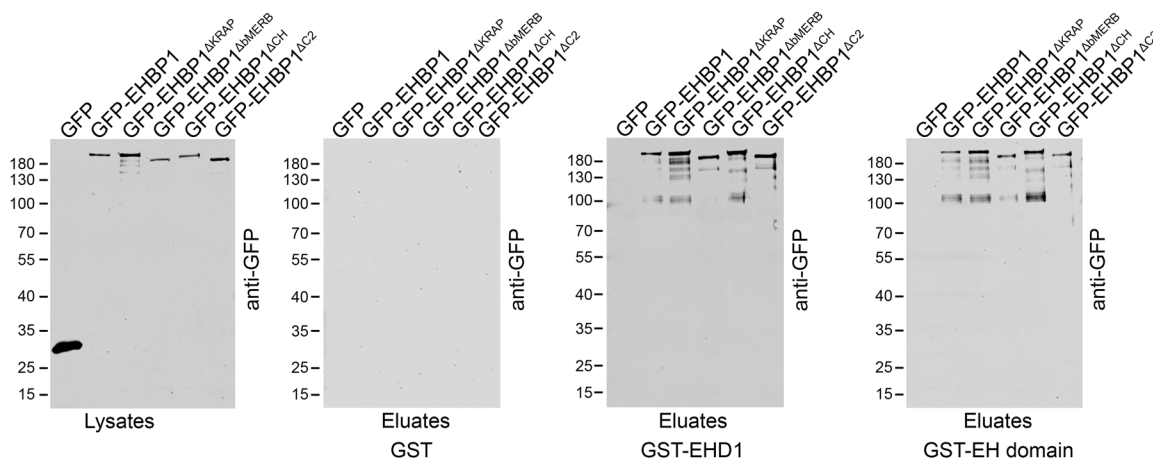 GFP
GFP-EHBP1
GFP-EHBP1ΔKRAP
GFP-EHBP1ΔbMERB
GFP-EHBP1ΔCH
GFP-EHBP1ΔC2
180
130
100
70
55
40
35
25
15
anti-GFP
Lysates
GFP
GFP-EHBP1
GFP-EHBP1ΔKRAP
GFP-EHBP1ΔbMERB
GFP-EHBP1ΔCH
GFP-EHBP1ΔC2
180
130
100
70
55
40
35
25
15
anti-GFP
Eluates
GST
GFP
GFP-EHBP1
GFP-EHBP1ΔKRAP
GFP-EHBP1ΔbMERB
GFP-EHBP1ΔCH
GFP-EHBP1ΔC2
180
130
100
70
55
40
35
25
15
anti-GFP
Eluates
GST-EHD1
GFP
GFP-EHBP1
GFP-EHBP1ΔKRAP
GFP-EHBP1ΔbMERB
GFP-EHBP1ΔCH
GFP-EHBP1ΔC2
180
130
100
70
55
40
35
25
15
anti-GFP
Eluates
GST-EH domain